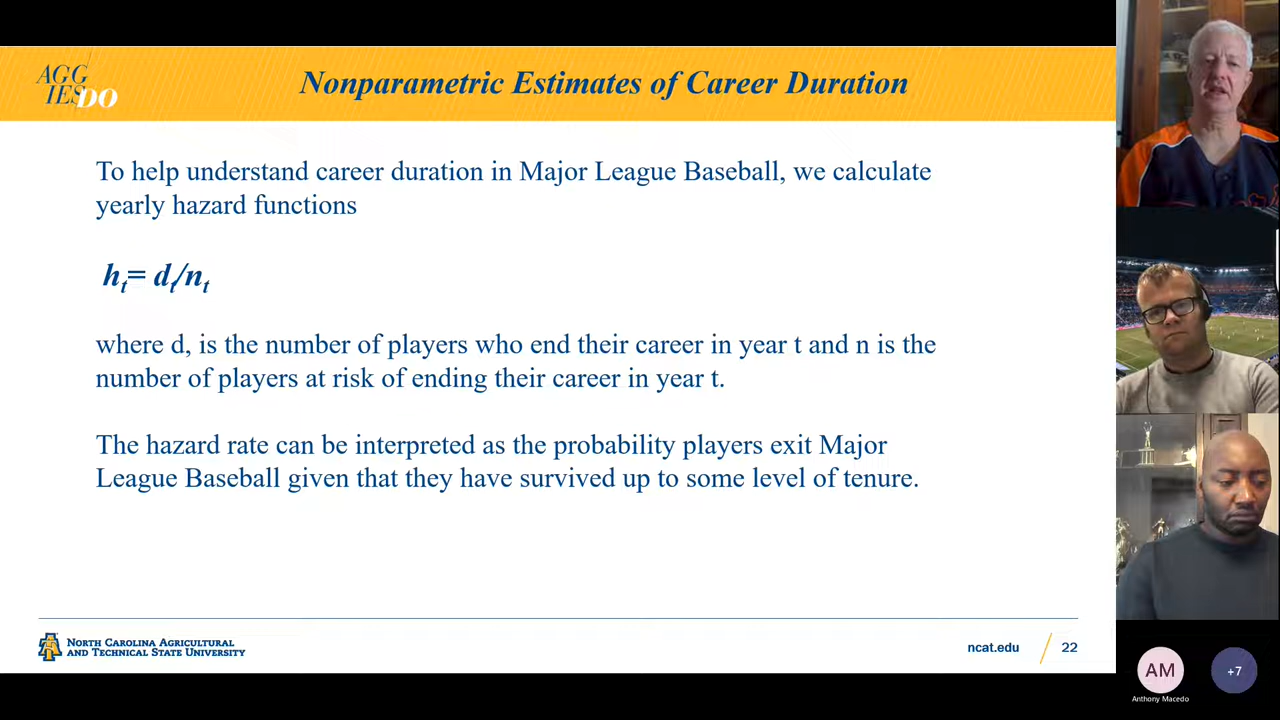 AGG
IES DO
Nonparametric Estimates of Career Duration
To help understand career duration in Major League Baseball, we calculate
yearly hazard functions
hₜ= dₜ/nₜ
where d, is the number of players who end their career in year t and n is the
number of players at risk of ending their career in year t.
The hazard rate can be interpreted as the probability players exit Major
League Baseball given that they have survived up to some level of tenure.
NORTH CAROLINA AGRICULTURAL
AND TECHNICAL STATE UNIVERSITY
ncat.edu
22
AM
+7
Anthony Macedo